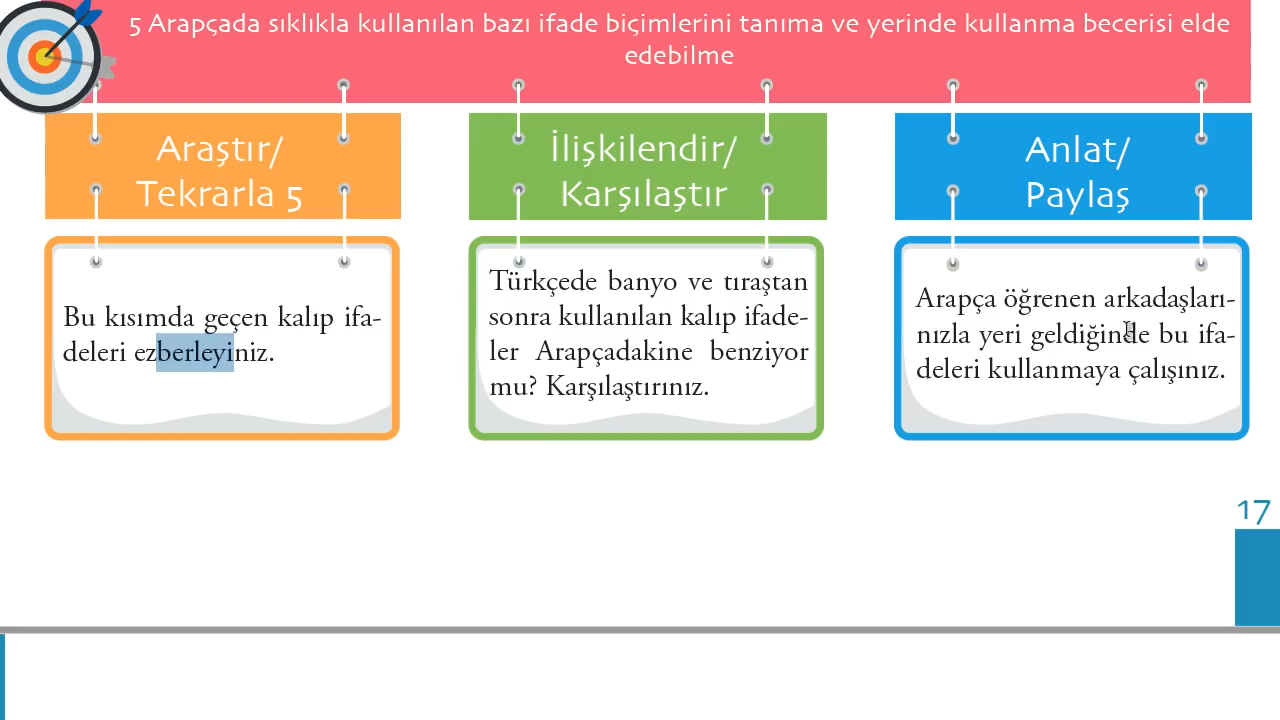 5 Arapçada sıklıkla kullanılan bazı ifade biçimlerini tanıma ve yerinde kullanma becerisi elde
edebilme
Araştır/
Tekrarla 5
Bu kısımda geçen kalıp ifa-
deleri ezberleyiniz.
İlişkilendir/
Karşılaştır
Türkçede banyo ve tıraştan
sonra kullanılan kalıp ifade-
ler Arapçadakine benziyor
mu? Karşılaştırınız.
Anlat/
Paylaş
Arapça öğrenen arkadaşları-
nızla yeri geldiğinde bu ifa-
deleri kullanmaya çalışınız.
17